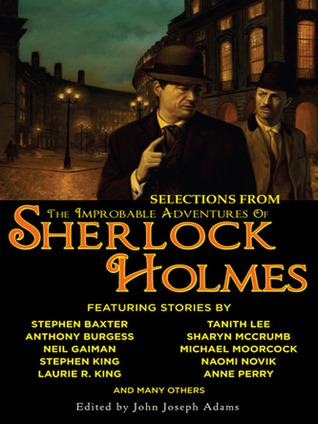 SELECTIONS FROM
THE IMPROBABLE ADVENTURES OF
SHERLOCK
HOLMES
FEATURING STORIES BY
STEPHEN BAXTER
ANTHONY BURGESS
NEIL GAIMAN
STEPHEN KING
LAURIE R. KING
TANITH LEE
SHARYN MCCRUMB
MICHAEL MOORCOCK
NAOMI NOVIK
ANNE PERRY
AND MANY OTHERS
Edited by John Joseph Adams